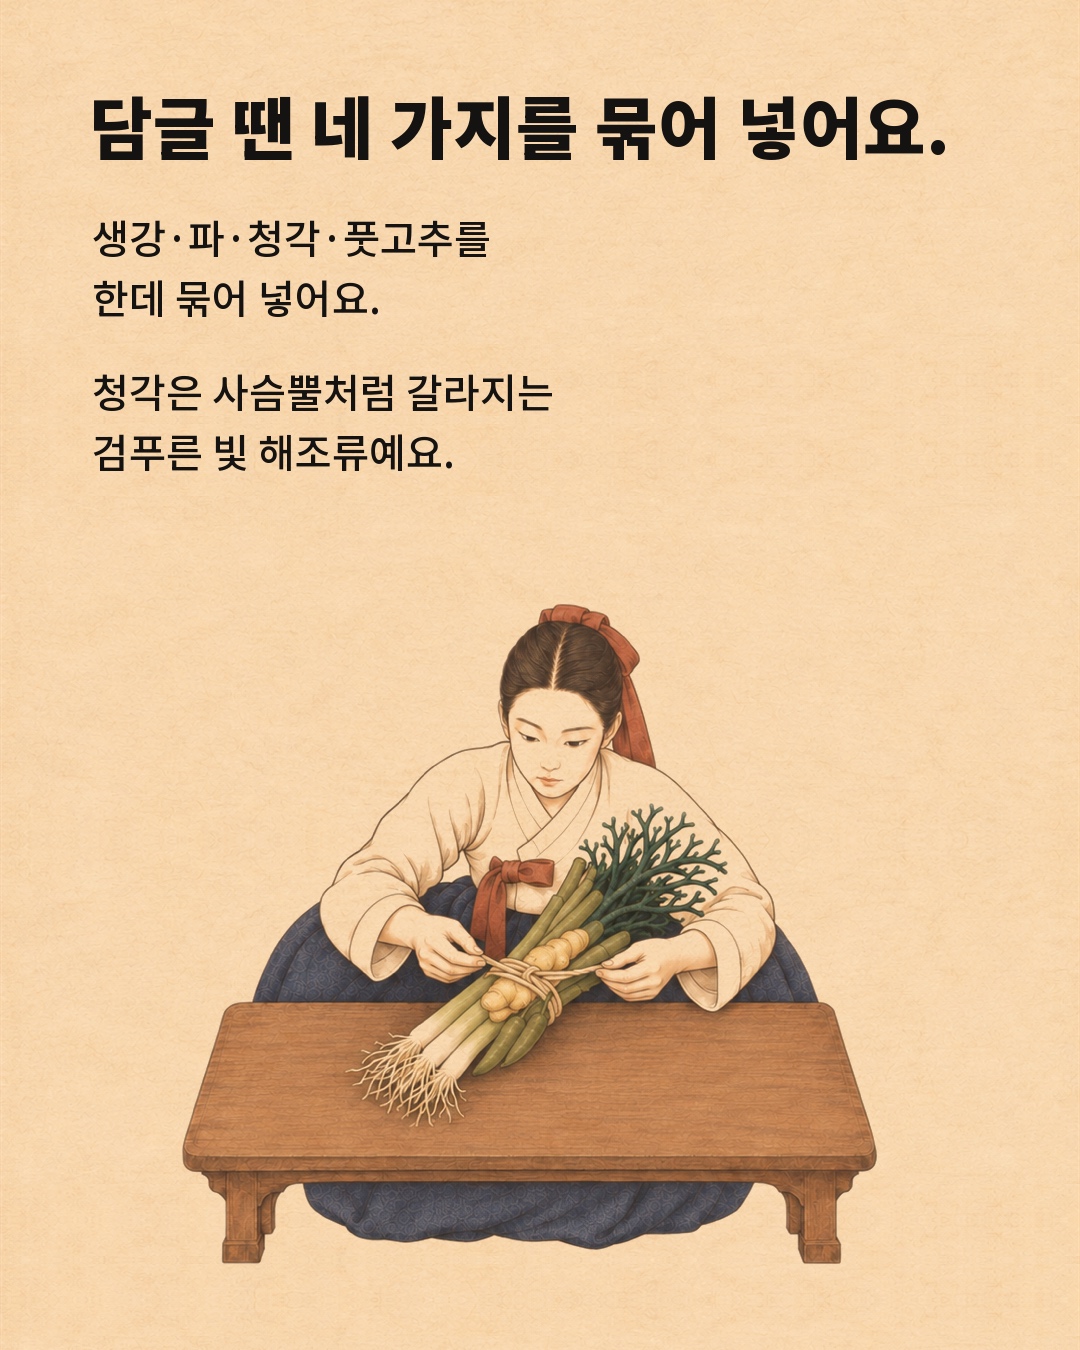 담글 땐 네 가지를 묶어 넣어요.
생강·파·청각·풋고추를
한데 묶어 넣어요.
청각은 사슴뿔처럼 갈라지는
검푸른 빛 해조류예요.